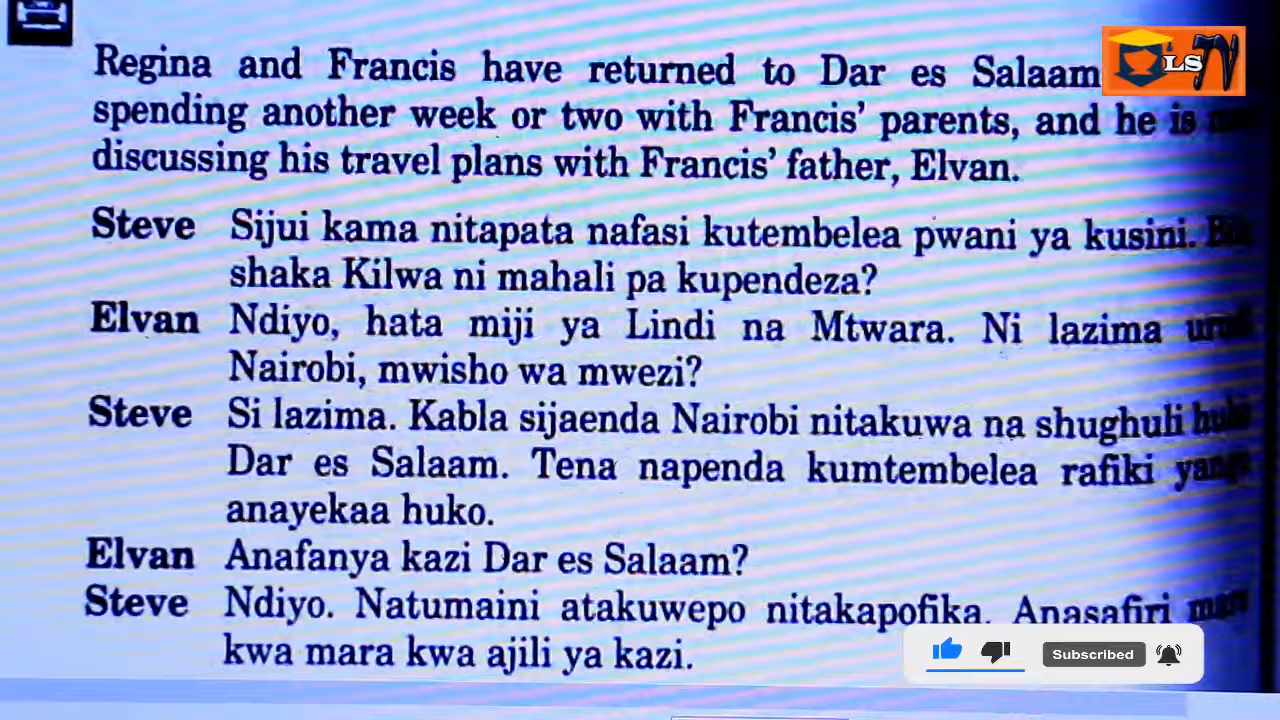 Regina and Francis have returned to Dar es Salaam
LSTV
spending another week or two with Francis' parents, and he is
discussing his travel plans with Francis' father, Elvan.
Steve Sijui kama nitapata nafasi kutembelea pwani ya kusini.
shaka Kilwa ni mahali pa kupendeza?
Elvan Ndiyo, hata miji ya Lindi na Mtwara. Ni lazima
Nairobi, mwisho wa mwezi?
Steve Si lazima. Kabla sijaenda Nairobi nitakuwa na shughuli
Dar es Salaam. Tena napenda kumtembelea rafiki
anayekaa huko.
Elvan Anafanya kazi Dar es Salaam?
Steve Ndiyo. Natumaini atakuwepo nitakapofika. Anasafiri
kwa mara kwa ajili ya kazi.
Subscribed